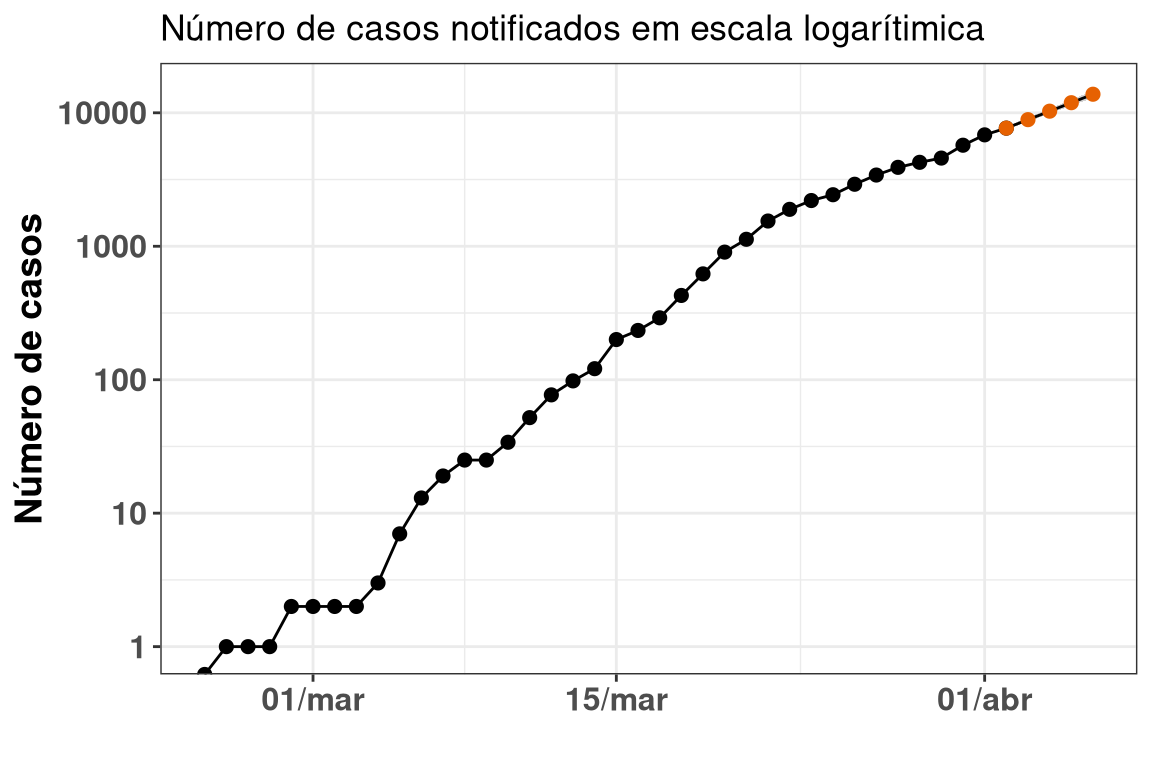 Número de casos notificados em escala logarítimica
Número de casos
10000
1000
100
10
1
01/mar
15/mar
01/abr